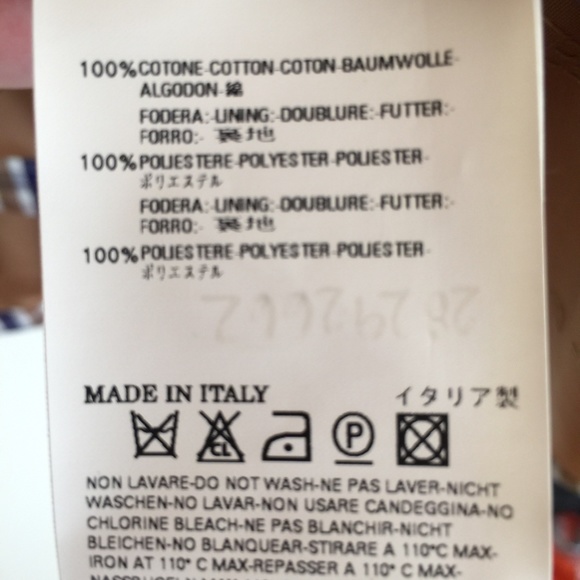 100%COTONE-COTTON-COTON-BAUMWOLLE-
ALGODON-綿
FODERA:-LINING:-DOUBLURE:-FUTTER:-
FORRO:- 裏地
100%POLIESTERE-POLYESTER-POLIESTER-
ポリエステル
FODERA:-LINING:-DOUBLURE:-FUTTER:-
FORRO:- 裏地
100%POLIESTERE-POLYESTER-POLIESTER-
ポリエステル
MADE IN ITALY イタリア製
CL P
NON LAVARE-DO NOT WASH-NE PAS LAVER-NICHT
WASCHEN-NO LAVAR-NON USARE CANDEGGINA-NO
CHLORINE BLEACH-NE PAS BLANCHIR-NICHT
BLEICHEN-NO BLANQUEAR-STIRARE A 110°C MAX-
IRON AT 110° C MAX-REPASSER A 110° C MAX-